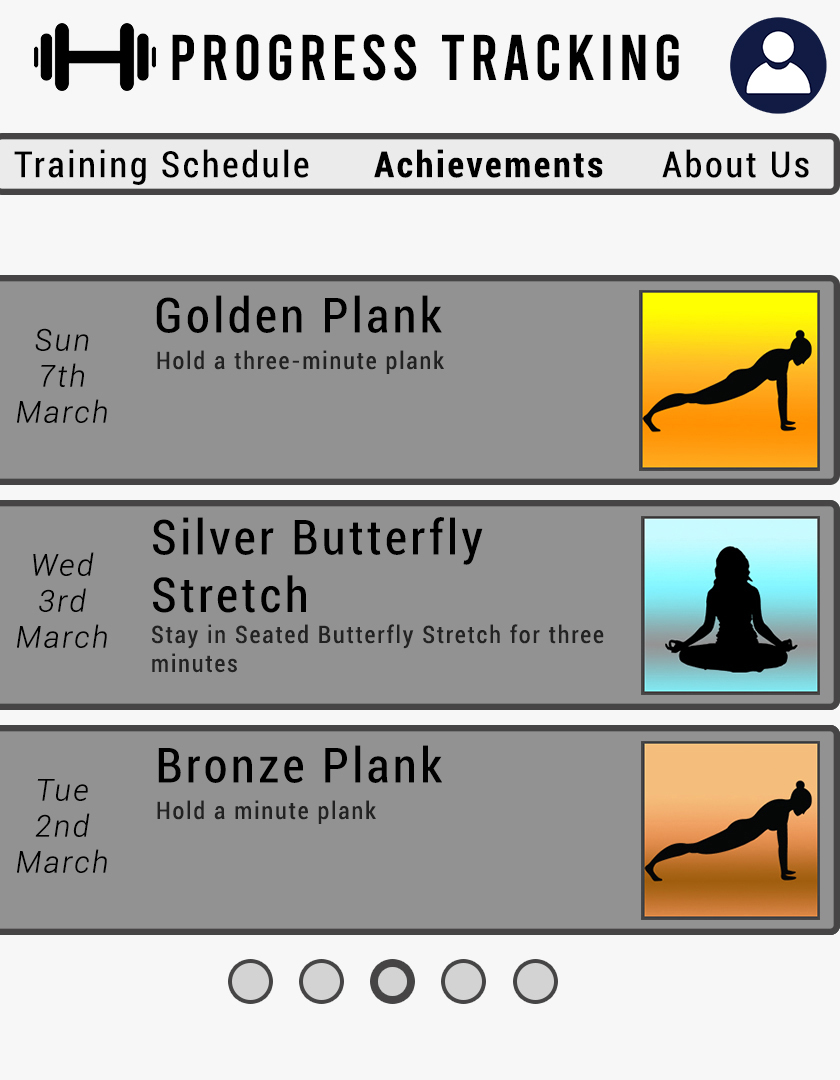 PROGRESS TRACKING
Training Schedule Achievements About Us
Sun
7th
March
Golden Plank
Hold a three-minute plank
Wed
3rd
March
Silver Butterfly
Stretch
Stay in Seated Butterfly Stretch for three
minutes
Tue
2nd
March
Bronze Plank
Hold a minute plank